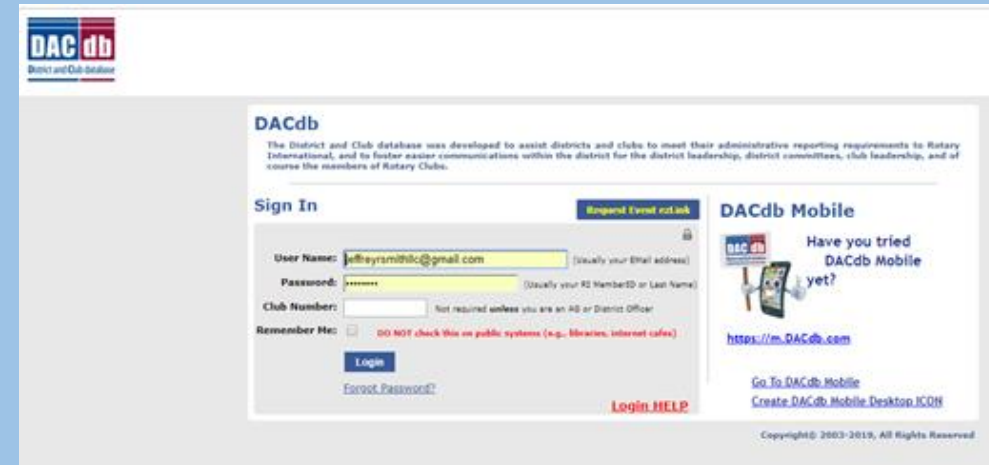 DAC db
District and Club database
DACdb
The District and Club database was developed to assist districts and clubs to meet their administrative reporting requirements to Rotary
International, and to foster easier communications within the district for the district leadership, district committees, club leadership, and of
course the members of Rotary Clubs.
Sign In
Request Event ezLink
User Name: jeffreyrsmithllc@gmail.com (Usually your EMail address)
Password: •••••••• (Usually your RI MemberID or Last Name)
Club Number: Not required unless you are an AG or District Officer
Remember Me: DO NOT check this on public systems (e.g., libraries, internet cafes)
Login
Forgot Password?
Login HELP
DACdb Mobile
DAC db
Have you tried
DACdb Mobile
yet?
https://m.DACdb.com
Go To DACdb Mobile
Create DACdb Mobile Desktop ICON
Copyright© 2003-2019, All Rights Reserved